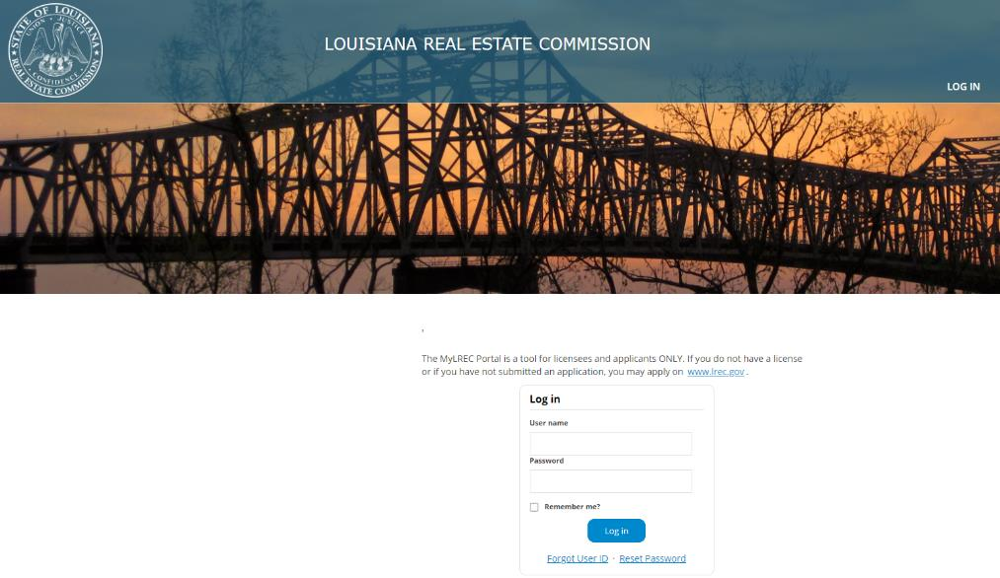 STATE OF LOUISIANA
UNION · JUSTICE
CONFIDENCE
REAL ESTATE COMMISSION
LOUISIANA REAL ESTATE COMMISSION
LOG IN
,
The MyLREC Portal is a tool for licensees and applicants ONLY. If you do not have a license
or if you have not submitted an application, you may apply on www.lrec.gov .
Log in
User name
Password
Remember me?
Log in
Forgot User ID · Reset Password